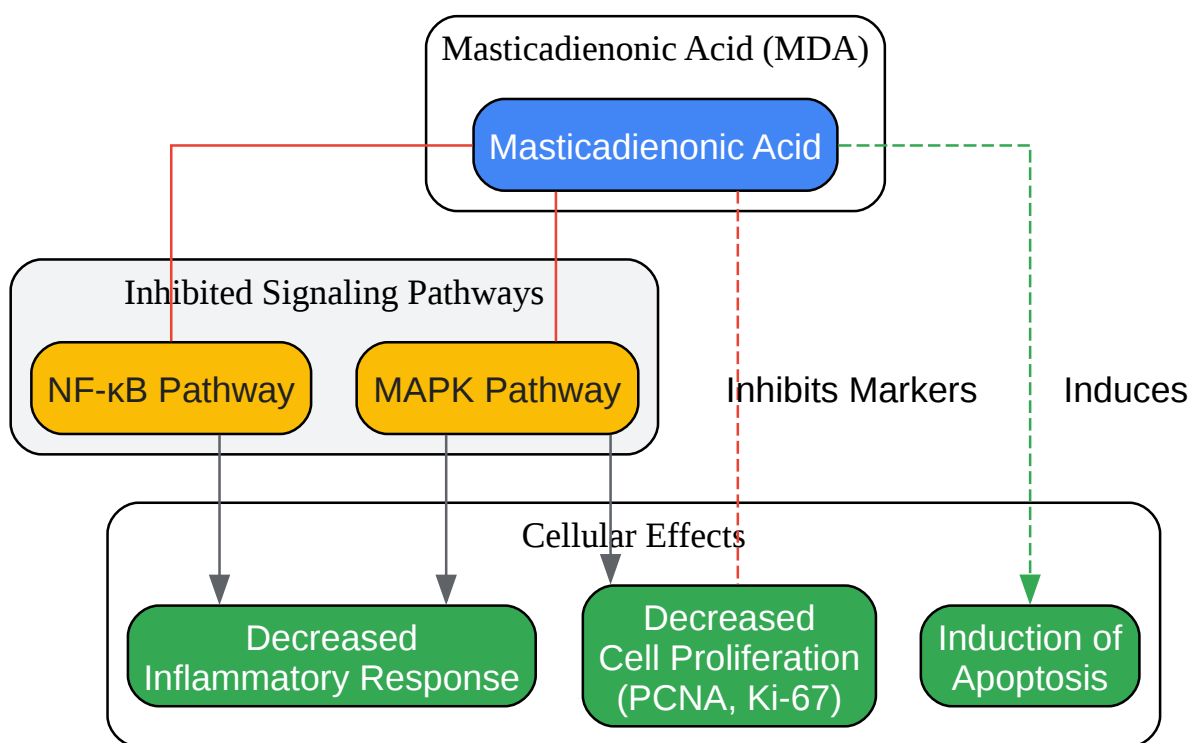 Masticadienonic Acid (MDA)
Masticadienonic Acid
Inhibited Signaling Pathways
NF-κB Pathway
MAPK Pathway
Inhibits Markers
Induces
Cellular Effects
Decreased
Inflammatory Response
Decreased
Cell Proliferation
(PCNA, Ki-67)
Induction of
Apoptosis